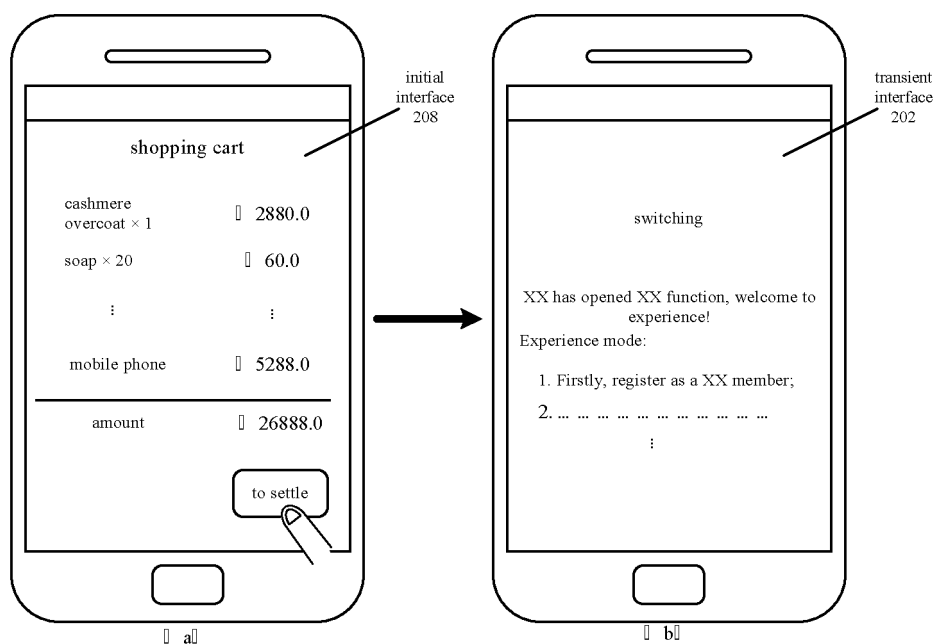 initial
interface
208
shopping cart
cashmere
overcoat × 1
▯ 2880.0
soap × 20
▯ 60.0
⋮
⋮
mobile phone
▯ 5288.0
amount
▯ 26888.0
to settle
▯ a▯
transient
interface
202
switching
XX has opened XX function, welcome to
experience!
Experience mode:
1. Firstly, register as a XX member;
2. ... ... ... ... ... ... ... ... ... ... ...
⋮
▯ b▯